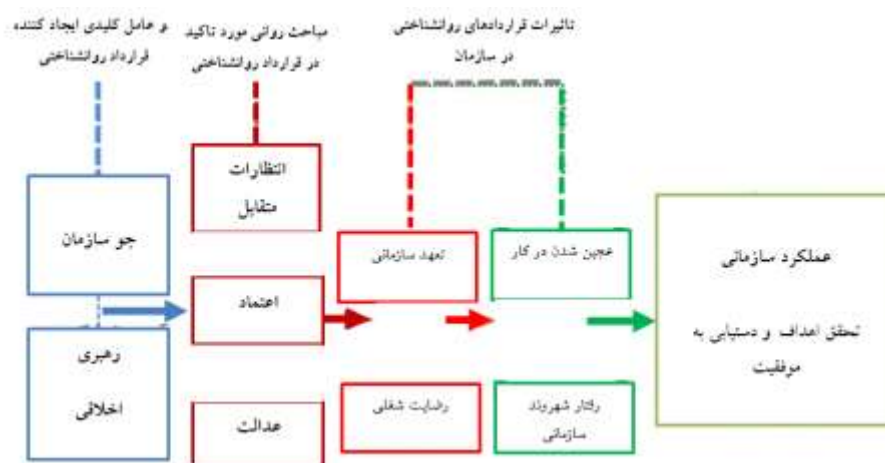 و عامل کلیدی ایجاد کننده
قرارداد روانشناختی
مباحث روانی مورد تاکید
در قرارداد روانشناختی
تاثیرات قراردادهای روانشناختی
در سازمان
جو سازمان
رهبری
اخلاقی
انتظارات
متقابل
اعتماد
عدالت
تعهد سازمانی
رضایت شغلی
عجین شدن در کار
رفتار شهروند
سازمانی
عملکرد سازمانی
تحقق اهداف و دستیابی به
موفقیت